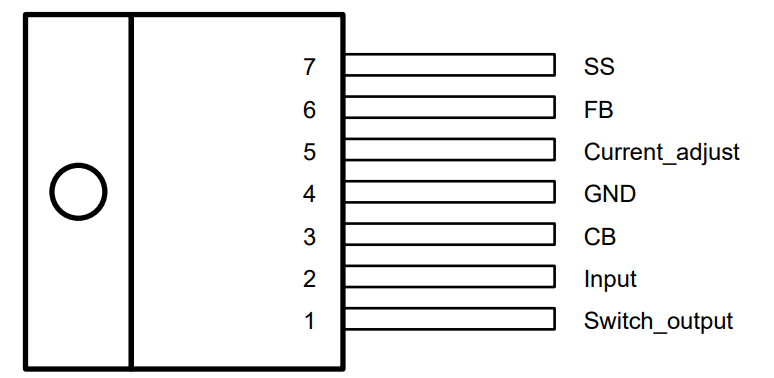 7 SS
6 FB
5 Current_adjust
4 GND
3 CB
2 Input
1 Switch_output